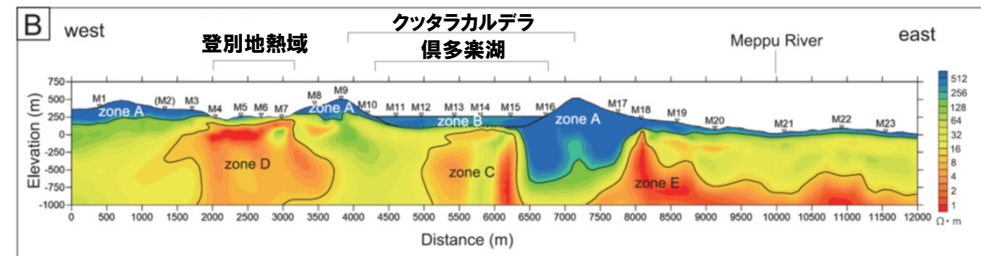 B
west
登別地熱域
クッタラカルデラ
倶多楽湖
Meppu River
east
Elevation (m)
750
500
250
0
-250
-500
-750
-1000
M1
(M2)
M3
M4
M5
M6
M7
M8
M9
M10
M11
M12
M13
M14
M15
M16
M17
M18
M19
M20
M21
M22
M23
zone A
zone A
zone B
zone A
zone D
zone C
zone E
0 500 1000 1500 2000 2500 3000 3500 4000 4500 5000 5500 6000 6500 7000 7500 8000 8500 9000 9500 10000 10500 11000 11500 12000
Distance (m)
512
256
128
64
32
16
8
4
2
1
Ω・m